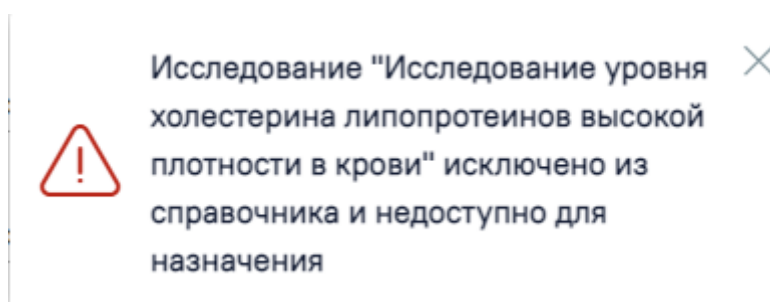 Исследование "Исследование уровня
холестерина липопротеинов высокой
плотности в крови" исключено из
справочника и недоступно для
назначения